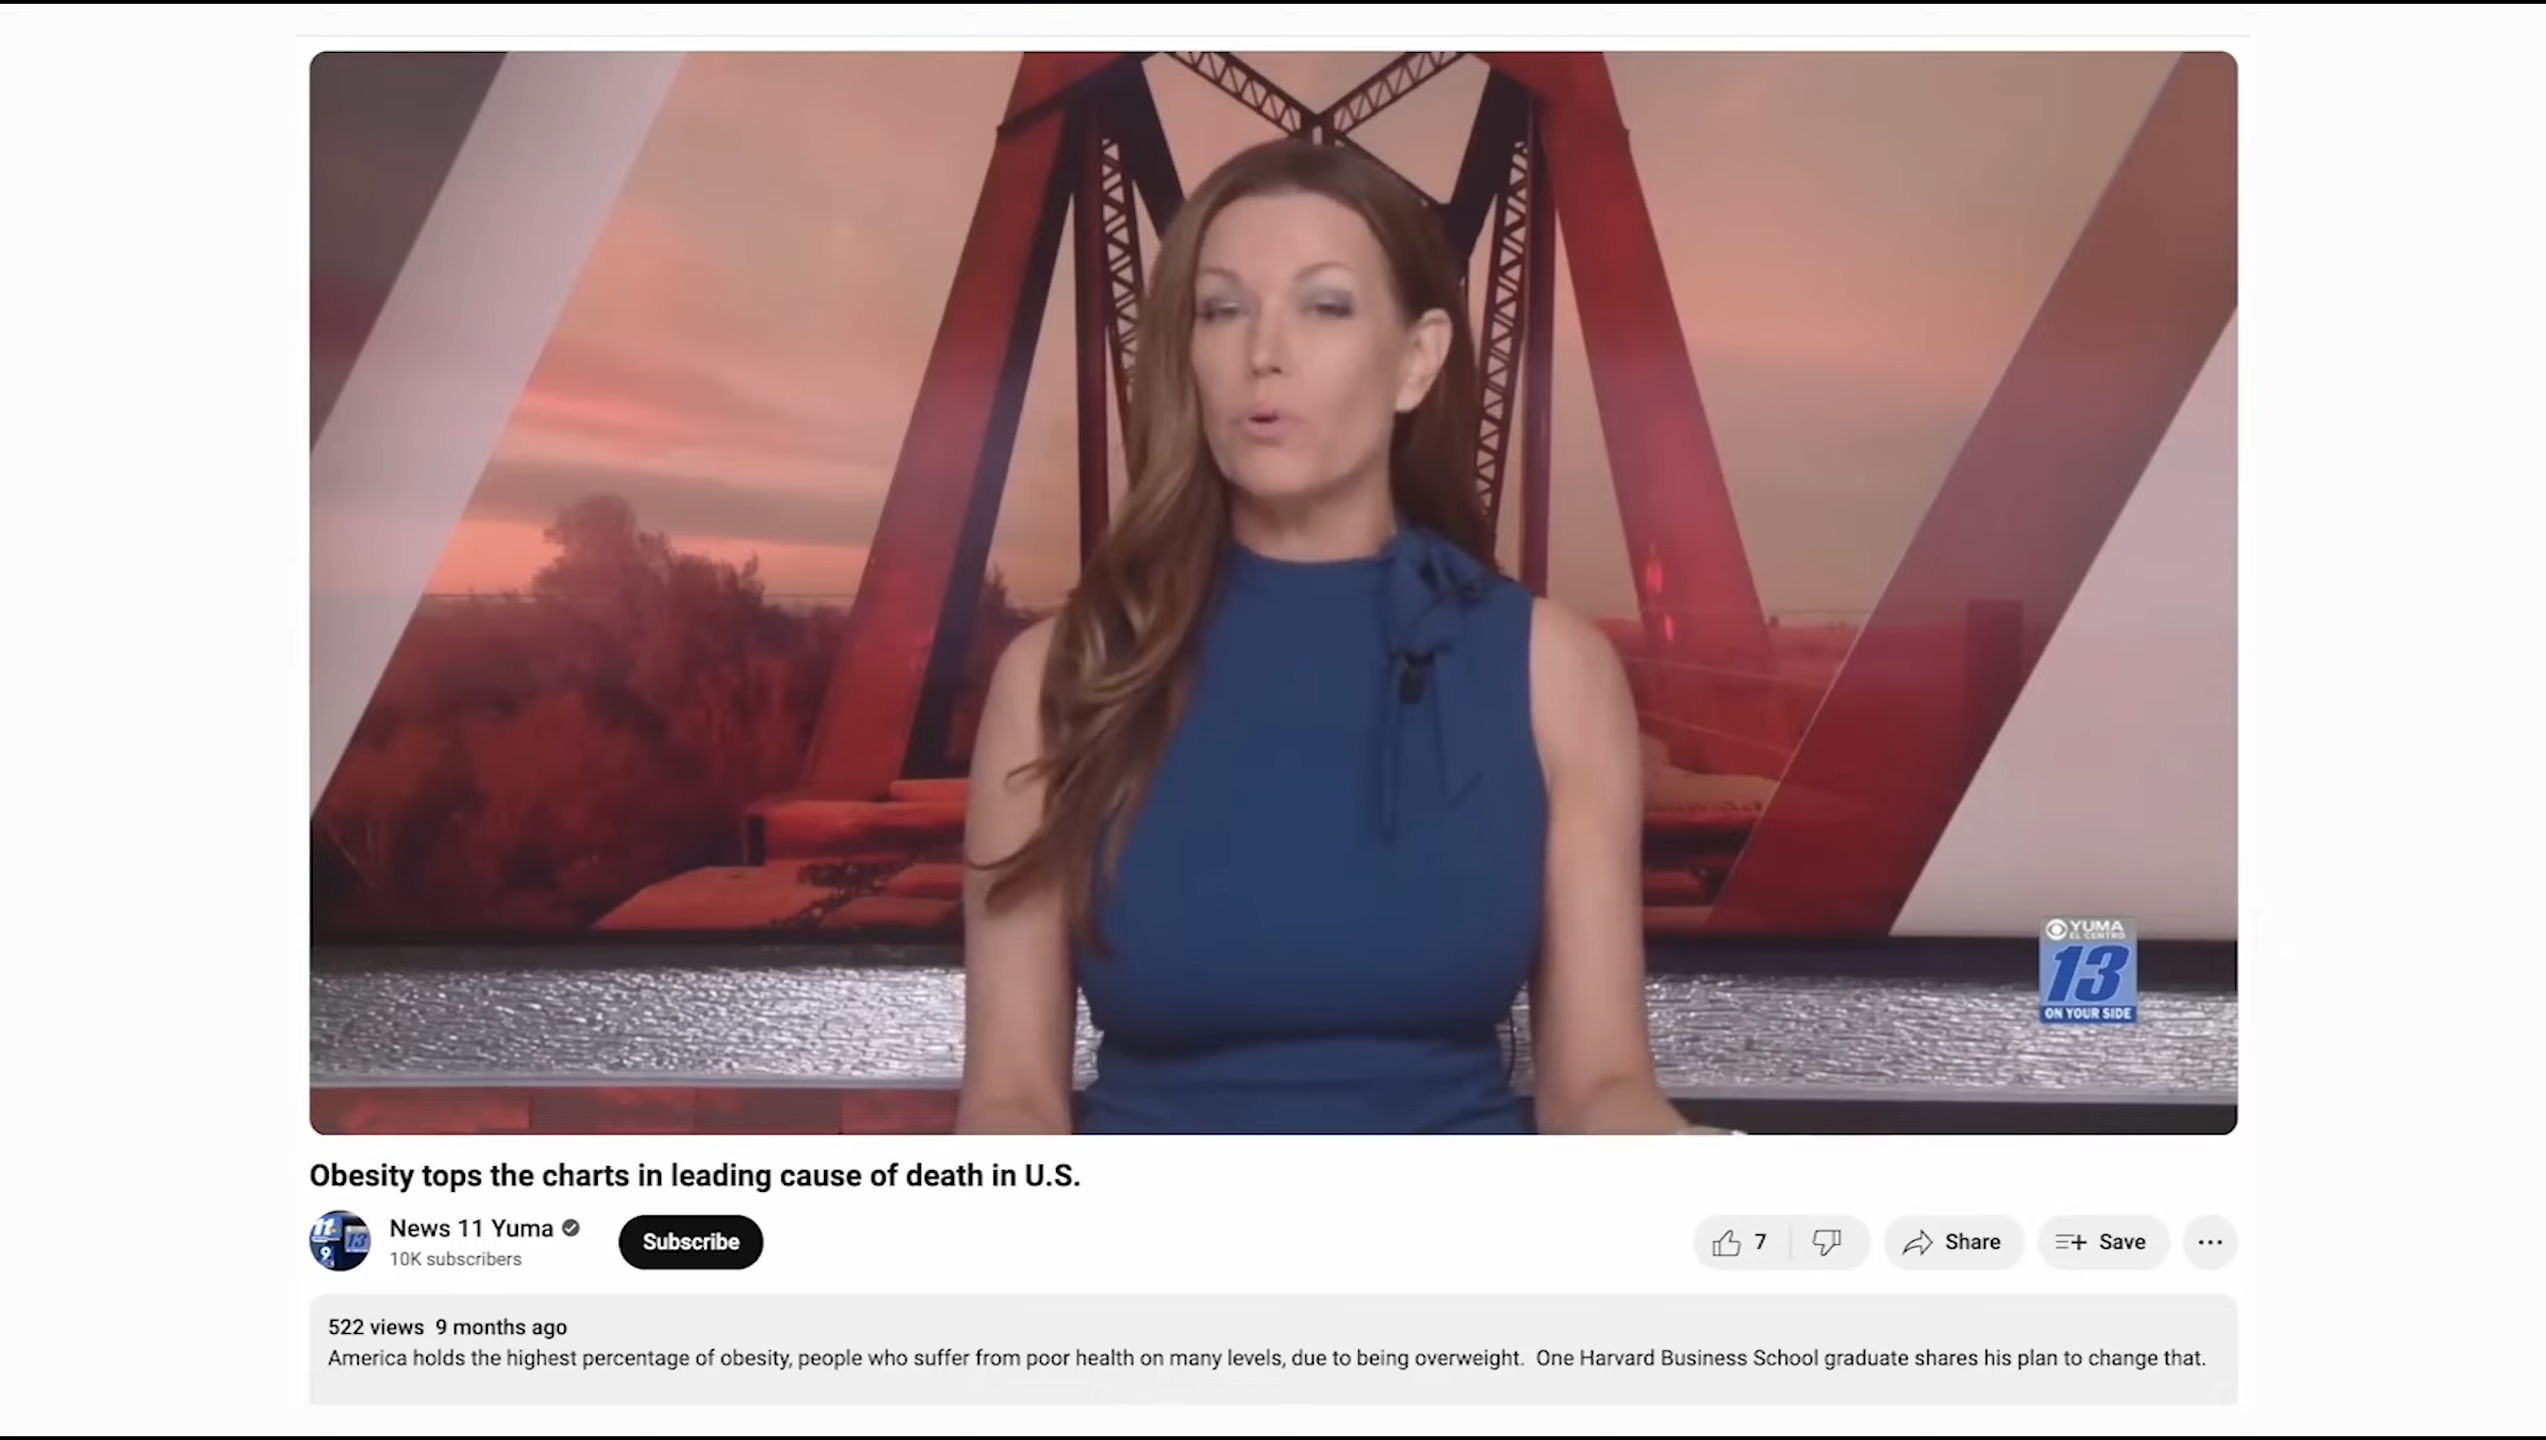 YUMA
EL CENTRO
13
ON YOUR SIDE
Obesity tops the charts in leading cause of death in U.S.
11
13
9
News 11 Yuma
10K subscribers
Subscribe
7
Share
Save
522 views 9 months ago
America holds the highest percentage of obesity, people who suffer from poor health on many levels, due to being overweight. One Harvard Business School graduate shares his plan to change that.